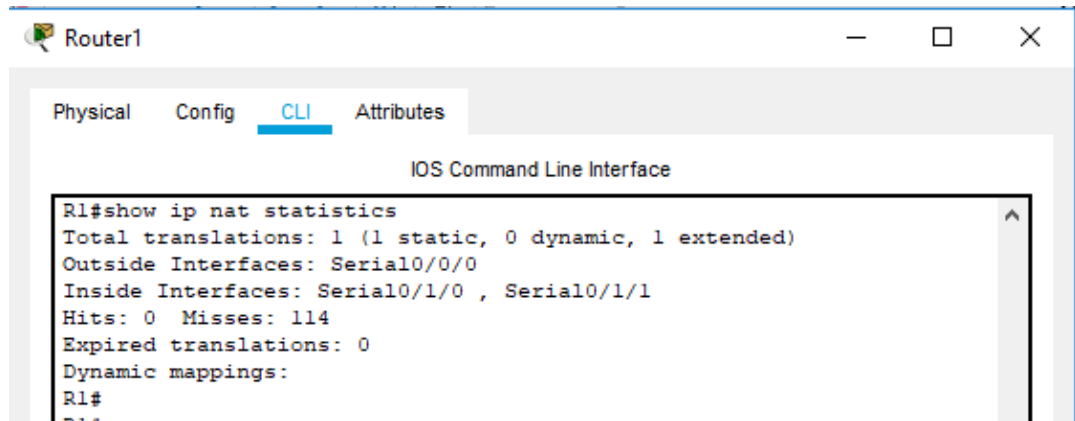 Router1
Physical Config CLI Attributes
IOS Command Line Interface
R1#show ip nat statistics
Total translations: 1 (1 static, 0 dynamic, 1 extended)
Outside Interfaces: Serial0/0/0
Inside Interfaces: Serial0/1/0 , Serial0/1/1
Hits: 0 Misses: 114
Expired translations: 0
Dynamic mappings:
R1#